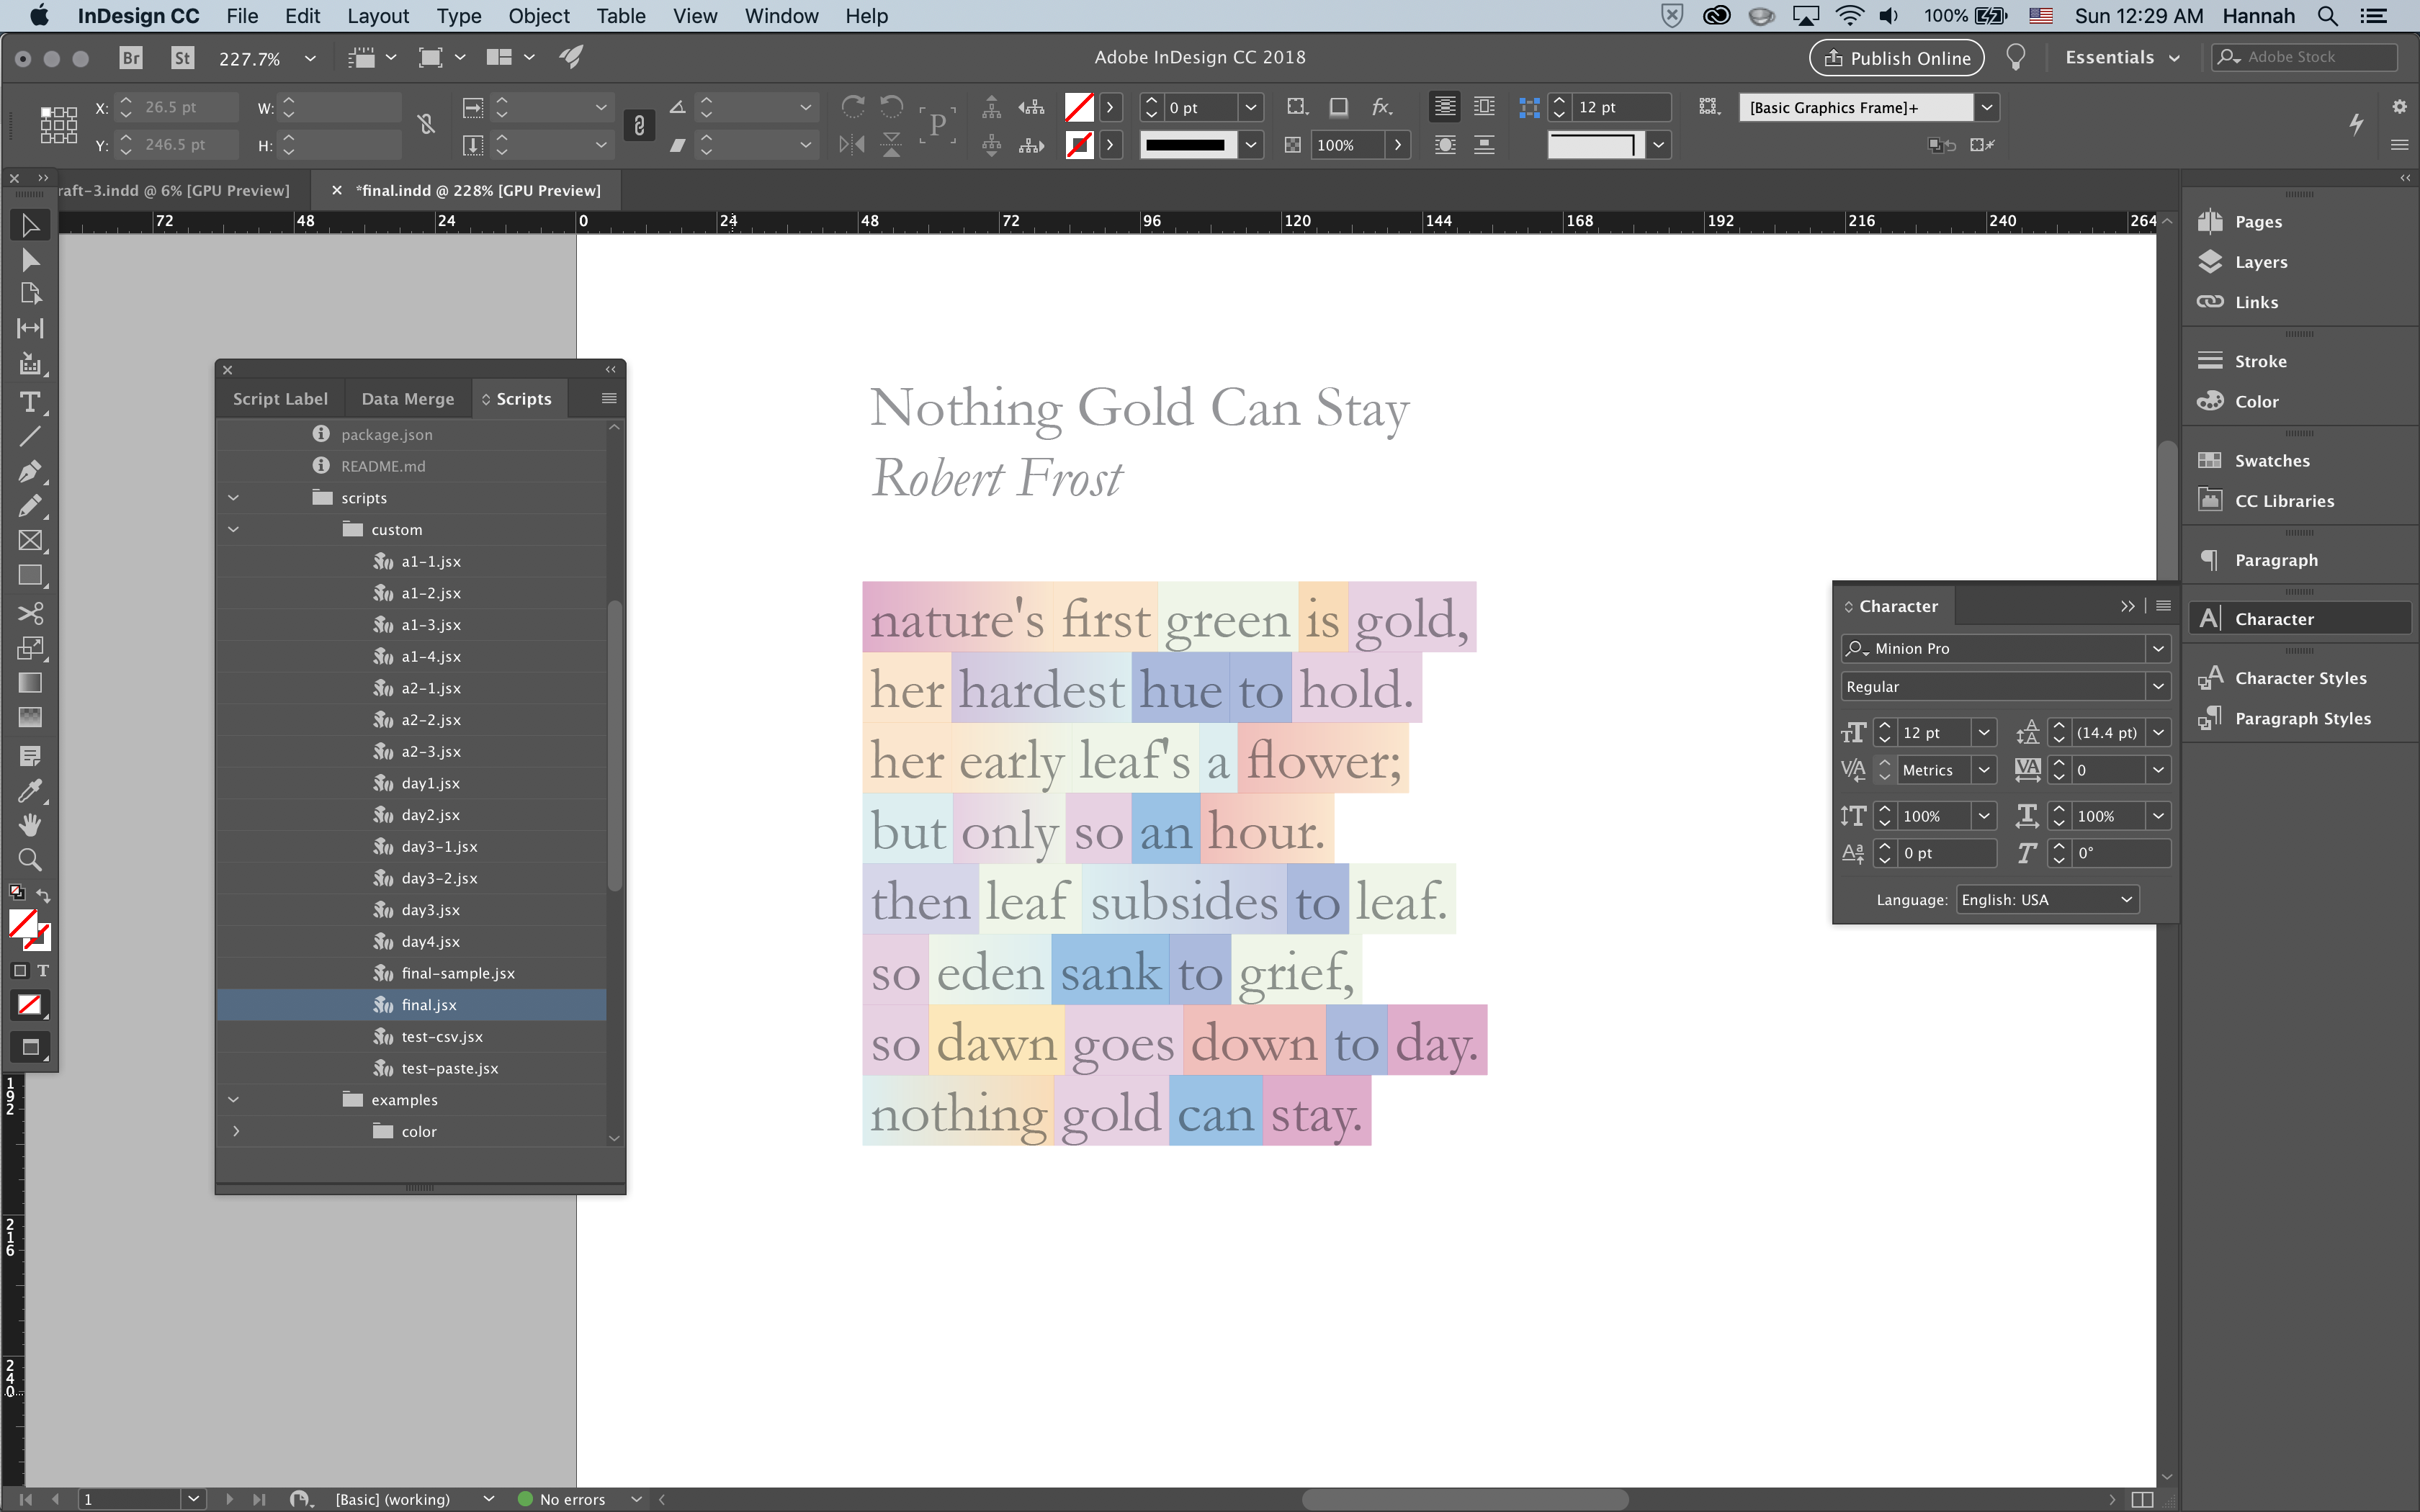 InDesign CC File Edit Layout Type Object Table View Window Help 100% Sun 12:29 AM Hannah
Br St 227.7% Adobe InDesign CC 2018 Publish Online Essentials Adobe Stock
X: 26.5 pt W: 0 pt fx. 12 pt [Basic Graphics Frame]+
Y: 246.5 pt H: P 100%
raft-3.indd @ 6% [GPU Preview] *final.indd @ 228% [GPU Preview]
72 48 24 0 24 48 72 96 120 144 168 192 216 240 264
Script Label Data Merge Scripts
package.json
README.md
scripts
custom
a1-1.jsx
a1-2.jsx
a1-3.jsx
a1-4.jsx
a2-1.jsx
a2-2.jsx
a2-3.jsx
day1.jsx
day2.jsx
day3-1.jsx
day3-2.jsx
day3.jsx
day4.jsx
final-sample.jsx
final.jsx
test-csv.jsx
test-paste.jsx
examples
color
Nothing Gold Can Stay
Robert Frost
nature's first green is gold,
her hardest hue to hold.
her early leaf's a flower;
but only so an hour.
then leaf subsides to leaf.
so eden sank to grief,
so dawn goes down to day.
nothing gold can stay.
Character
Minion Pro
Regular
12 pt (14.4 pt)
Metrics 0
100% 100%
0 pt 0°
Language: English: USA
Pages
Layers
Links
Stroke
Color
Swatches
CC Libraries
Paragraph
Character
Character Styles
Paragraph Styles
192
216
240
1 [Basic] (working) No errors